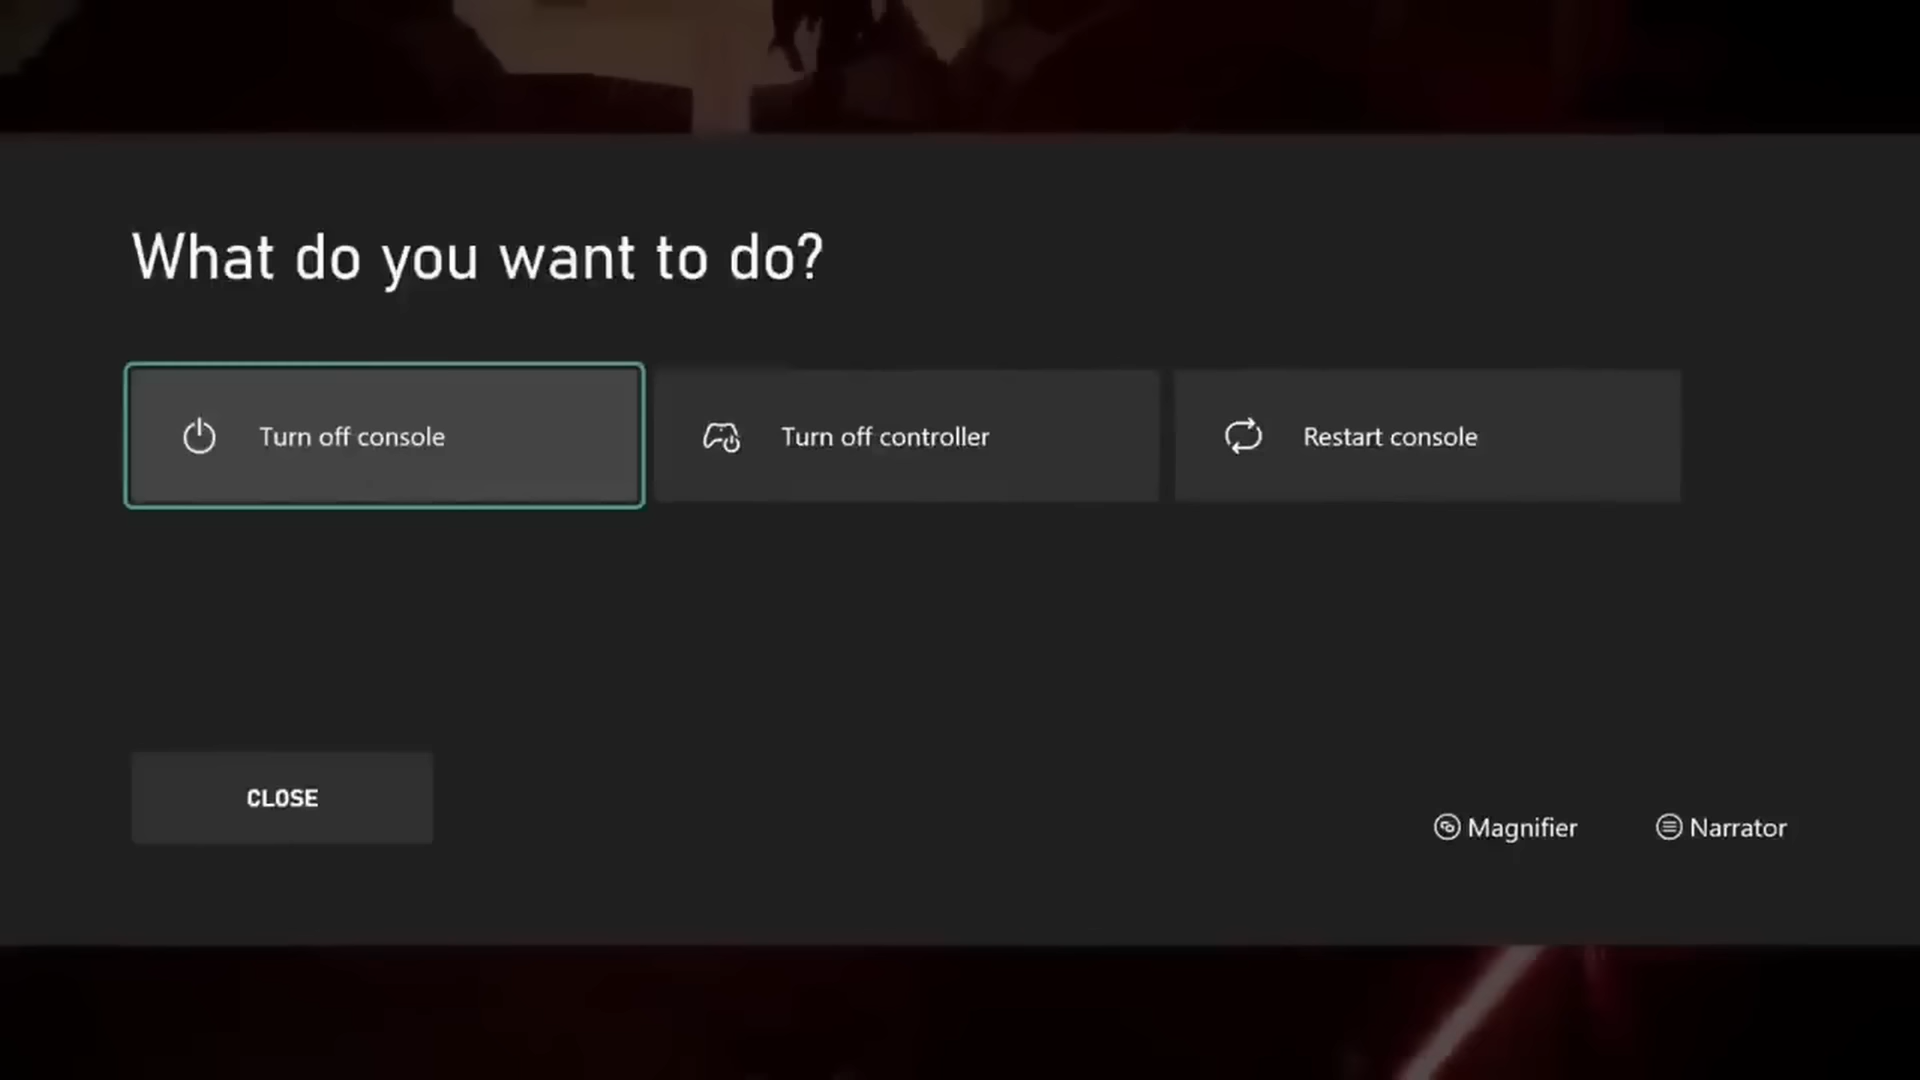 What do you want to do?
Turn off console
Turn off controller
Restart console
CLOSE
Magnifier
Narrator